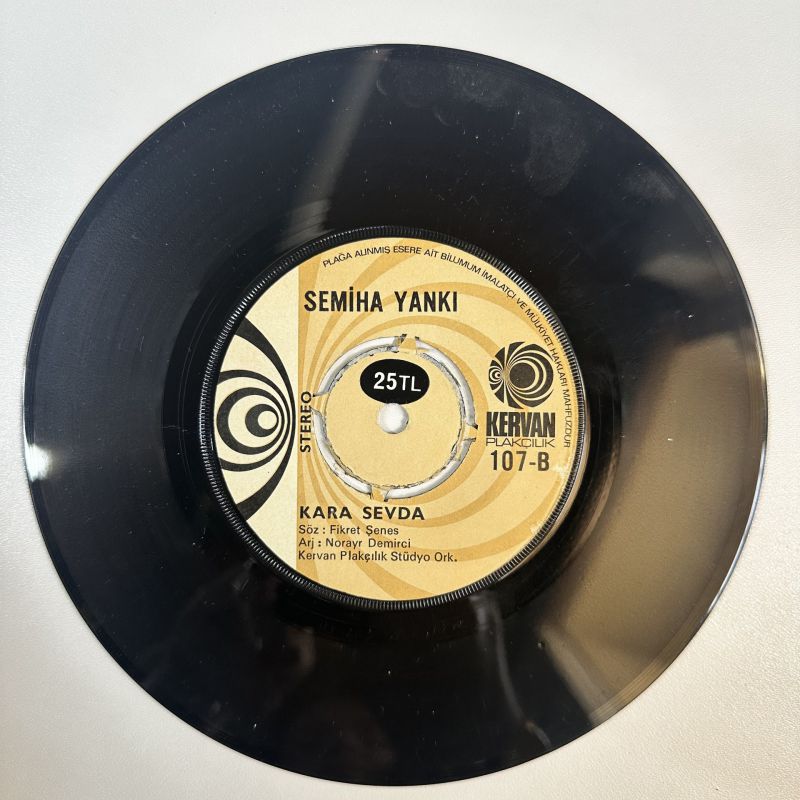 PLAĞA ALINMIŞ ESERE AİT BİLUMUM İMALATÇI VE MÜLKİYET HAKLARI MAHFUZDUR
SEMİHA YANKI
25TL
STEREO
KERVAN
PLAKÇILIK
107-B
KARA SEVDA
Söz : Fikret Şenes
Arj : Norayr Demirci
Kervan Plakçılık Stüdyo Ork.